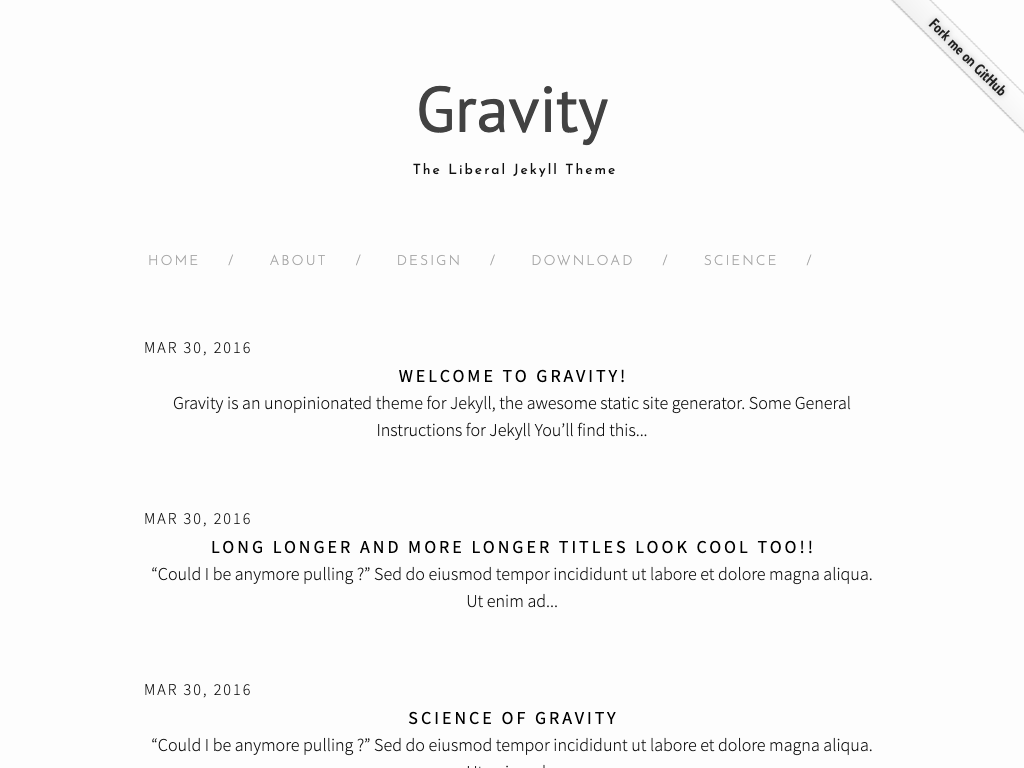 Fork me on GitHub
Gravity
The Liberal Jekyll Theme
HOME / ABOUT / DESIGN / DOWNLOAD / SCIENCE /
MAR 30, 2016
WELCOME TO GRAVITY!
Gravity is an unopinionated theme for Jekyll, the awesome static site generator. Some General
Instructions for Jekyll You’ll find this...
MAR 30, 2016
LONG LONGER AND MORE LONGER TITLES LOOK COOL TOO!!
“Could I be anymore pulling ?” Sed do eiusmod tempor incididunt ut labore et dolore magna aliqua.
Ut enim ad...
MAR 30, 2016
SCIENCE OF GRAVITY
“Could I be anymore pulling ?” Sed do eiusmod tempor incididunt ut labore et dolore magna aliqua.